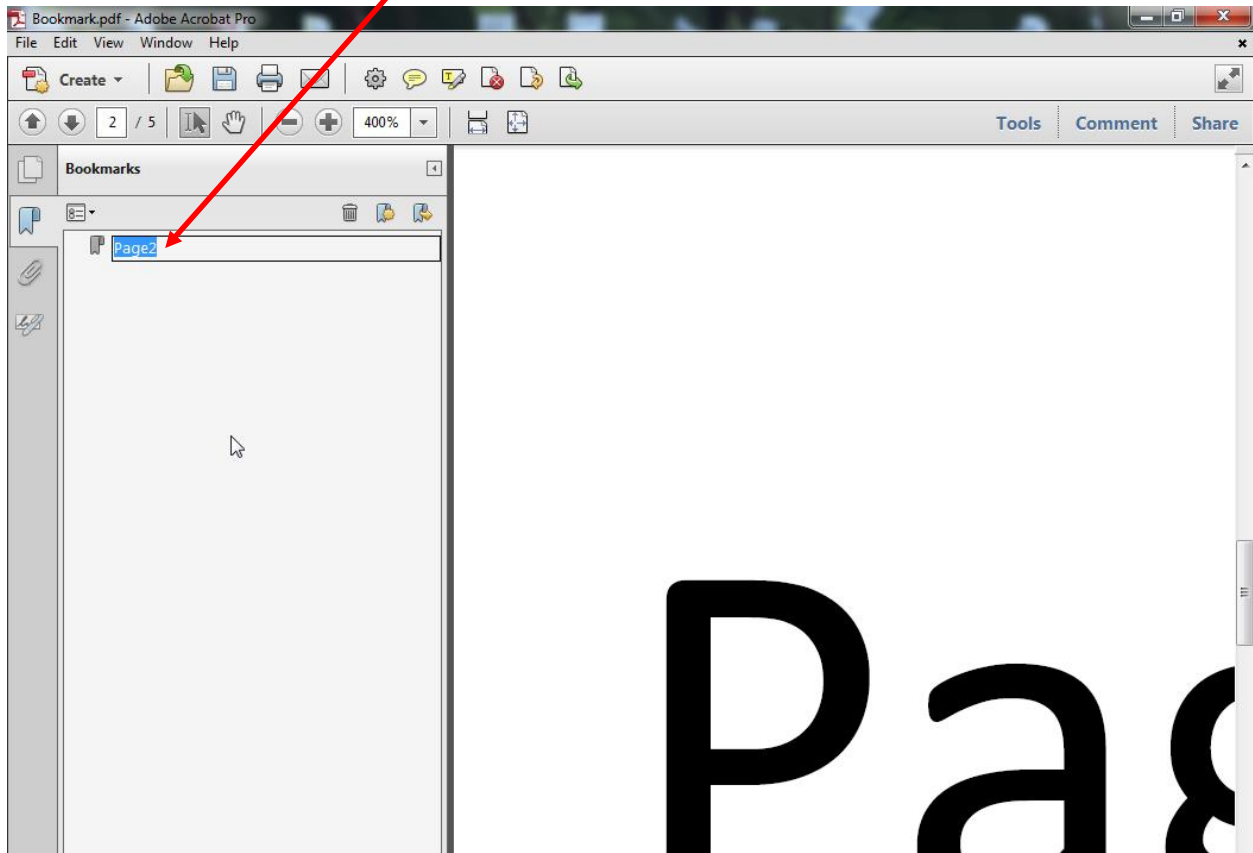 Bookmark.pdf - Adobe Acrobat Pro
File Edit View Window Help
Create
2 / 5 400% Tools Comment Share
Bookmarks
Page2
Pag